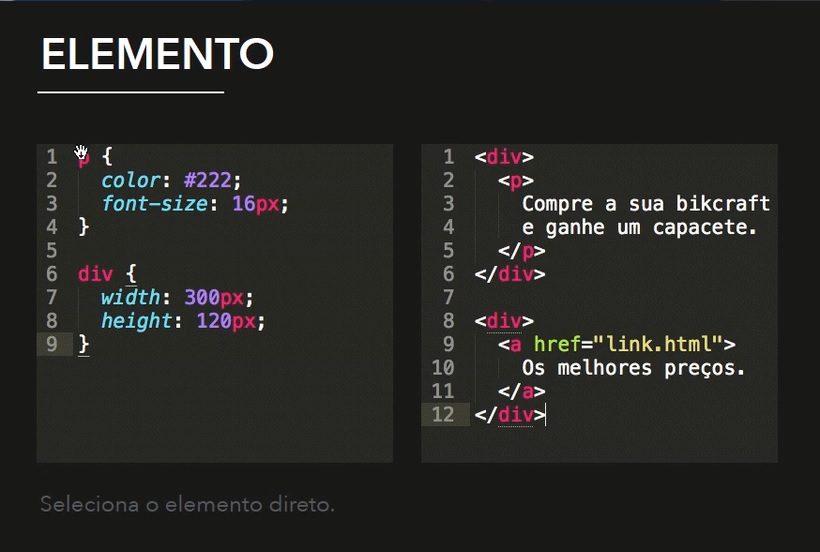 ELEMENTO
1 p {
2 color: #222;
3 font-size: 16px;
4 }
5
6 div {
7 width: 300px;
8 height: 120px;
9 }
1 <div>
2 <p>
3 Compre a sua bikcraft
4 e ganhe um capacete.
5 </p>
6 </div>
7
8 <div>
9 <a href="link.html">
10 Os melhores preços.
11 </a>
12 </div>
Seleciona o elemento direto.